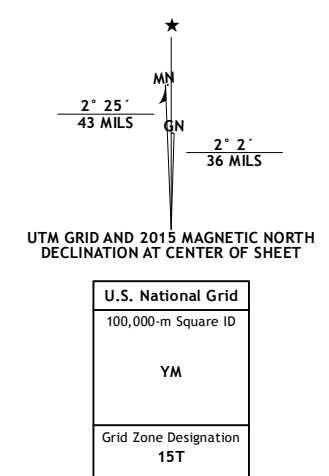 MN
GN
2° 25´
43 MILS
2° 2´
36 MILS
UTM GRID AND 2015 MAGNETIC NORTH
DECLINATION AT CENTER OF SHEET
U.S. National Grid
100,000-m Square ID
YM
Grid Zone Designation
15T